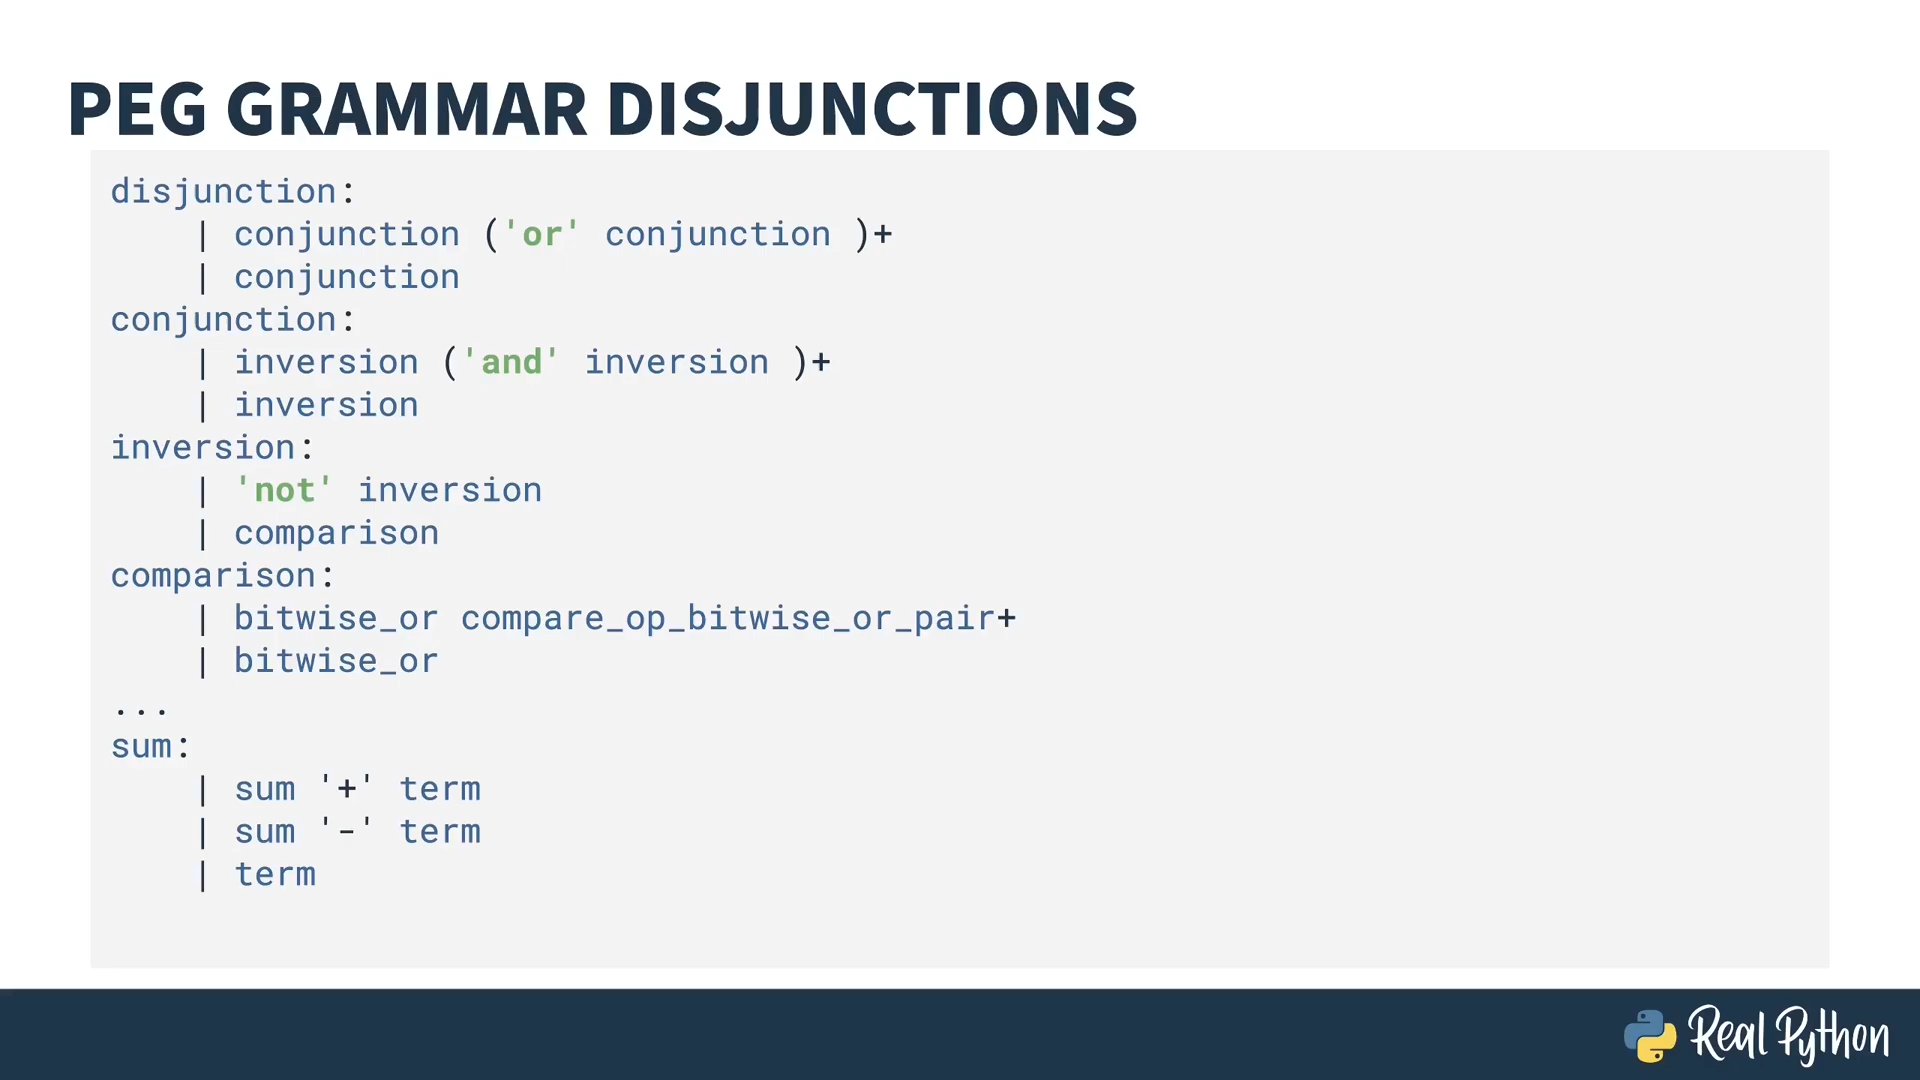 PEG GRAMMAR DISJUNCTIONS
disjunction:
    | conjunction ('or' conjunction )+
    | conjunction
conjunction:
    | inversion ('and' inversion )+
    | inversion
inversion:
    | 'not' inversion
    | comparison
comparison:
    | bitwise_or compare_op_bitwise_or_pair+
    | bitwise_or
...
sum:
    | sum '+' term
    | sum '-' term
    | term
Real Python